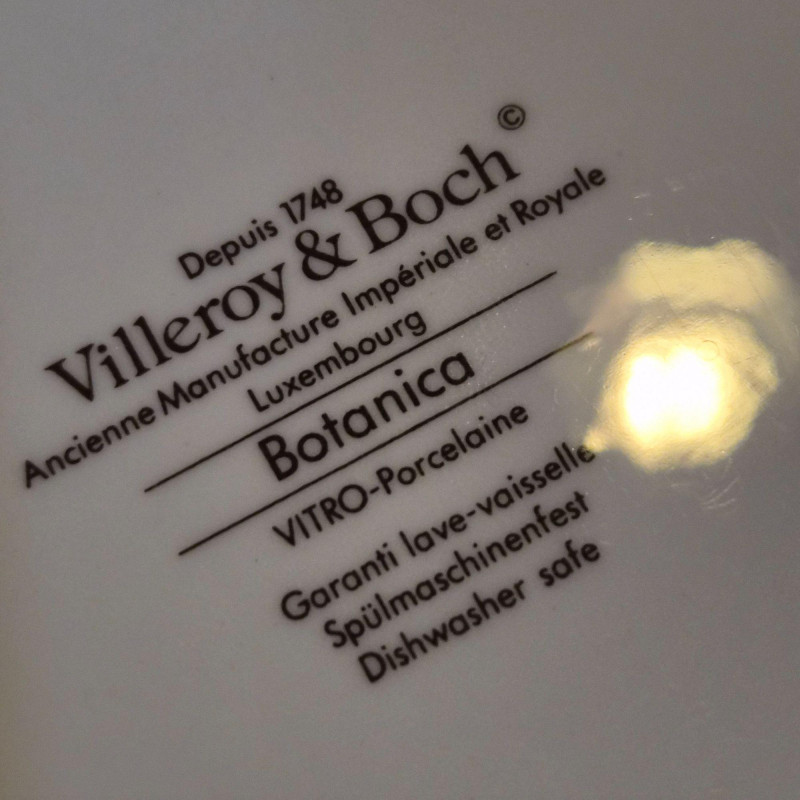 Depuis 1748
Villeroy & Boch ©
Ancienne Manufacture Impériale et Royale
Luxembourg
Botanica
VITRO-Porcelaine
Garanti lave-vaisselle
Spülmaschinenfest
Dishwasher safe